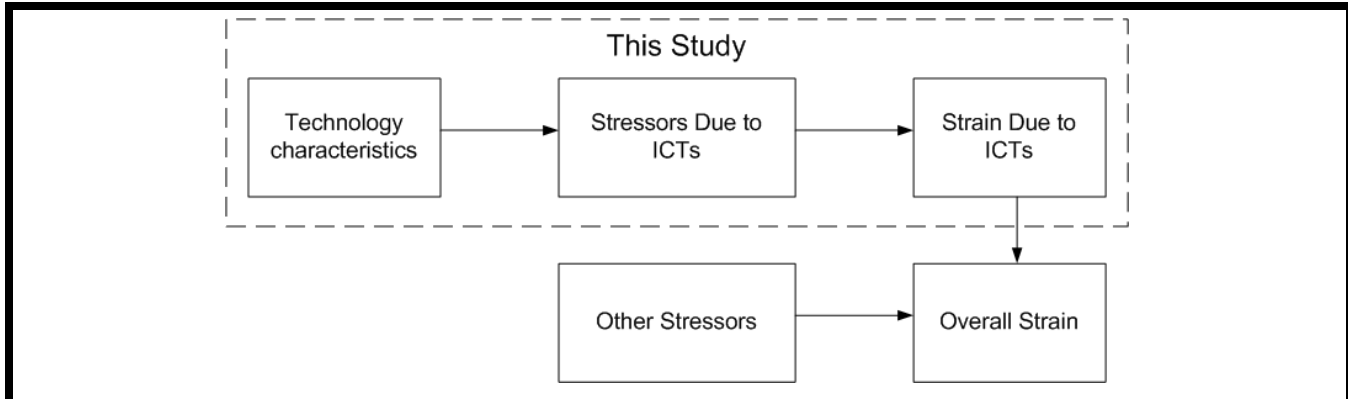 This Study
Technology
characteristics
Stressors Due to
ICTs
Strain Due to
ICTs
Other Stressors
Overall Strain